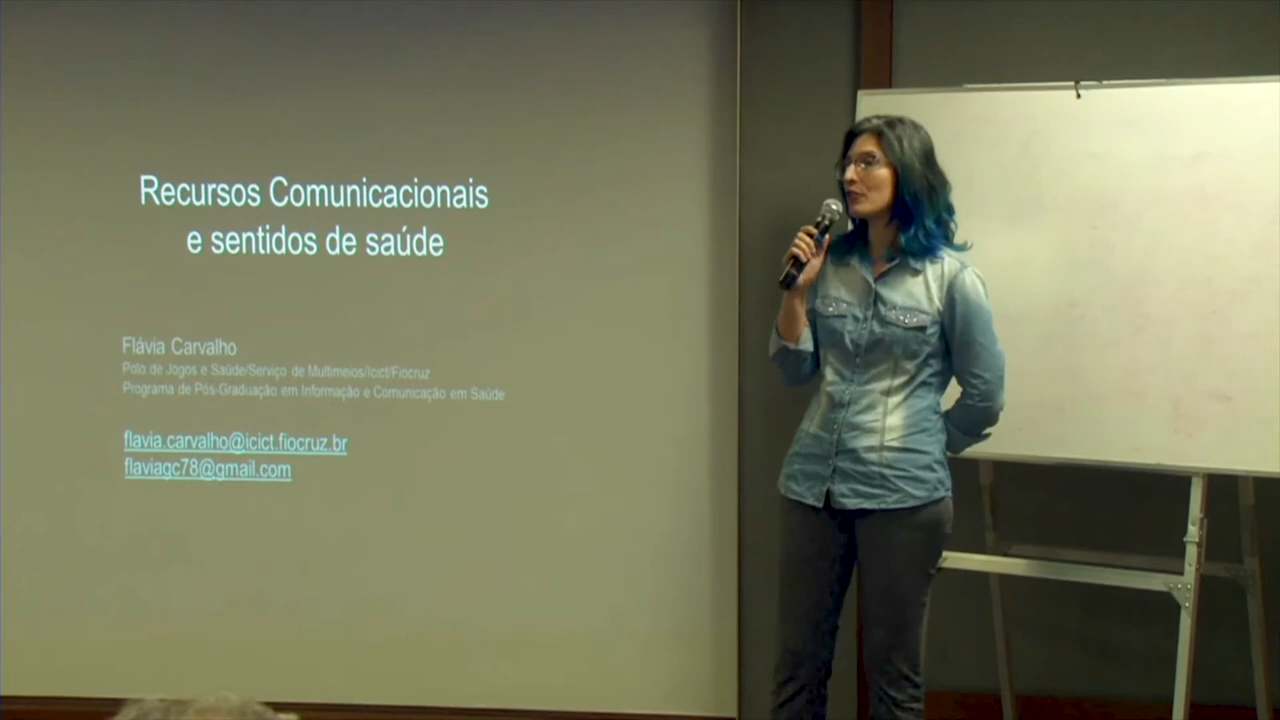 Recursos Comunicacionais
e sentidos de saúde
Flávia Carvalho
Polo de Jogos e Saúde/Serviço de Multimeios/Icict/Fiocruz
Programa de Pós-Graduação em Informação e Comunicação em Saúde
flavia.carvalho@icict.fiocruz.br
flaviagc78@gmail.com